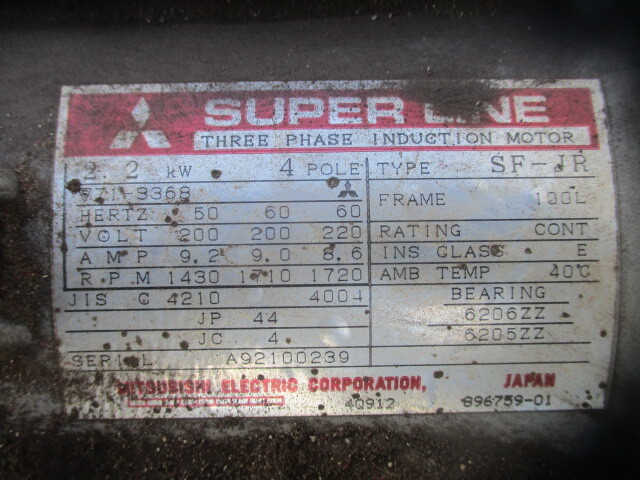 SUPER LINE
THREE PHASE INDUCTION MOTOR
2.2 kW 4 POLE
TYPE SF-JR
FRAME 100L
HERTZ 50 60 60
VOLT 200 200 220
RATING CONT
AMP 9.2 9.0 8.6
INS CLASS E
RPM 1430 1710 1720
AMB TEMP 40℃
JIS C 4210 4004
BEARING
JP 44
6206ZZ
JC 4
6205ZZ
SERIAL A92100239
MITSUBISHI ELECTRIC CORPORATION, JAPAN
4Q912 896759-01